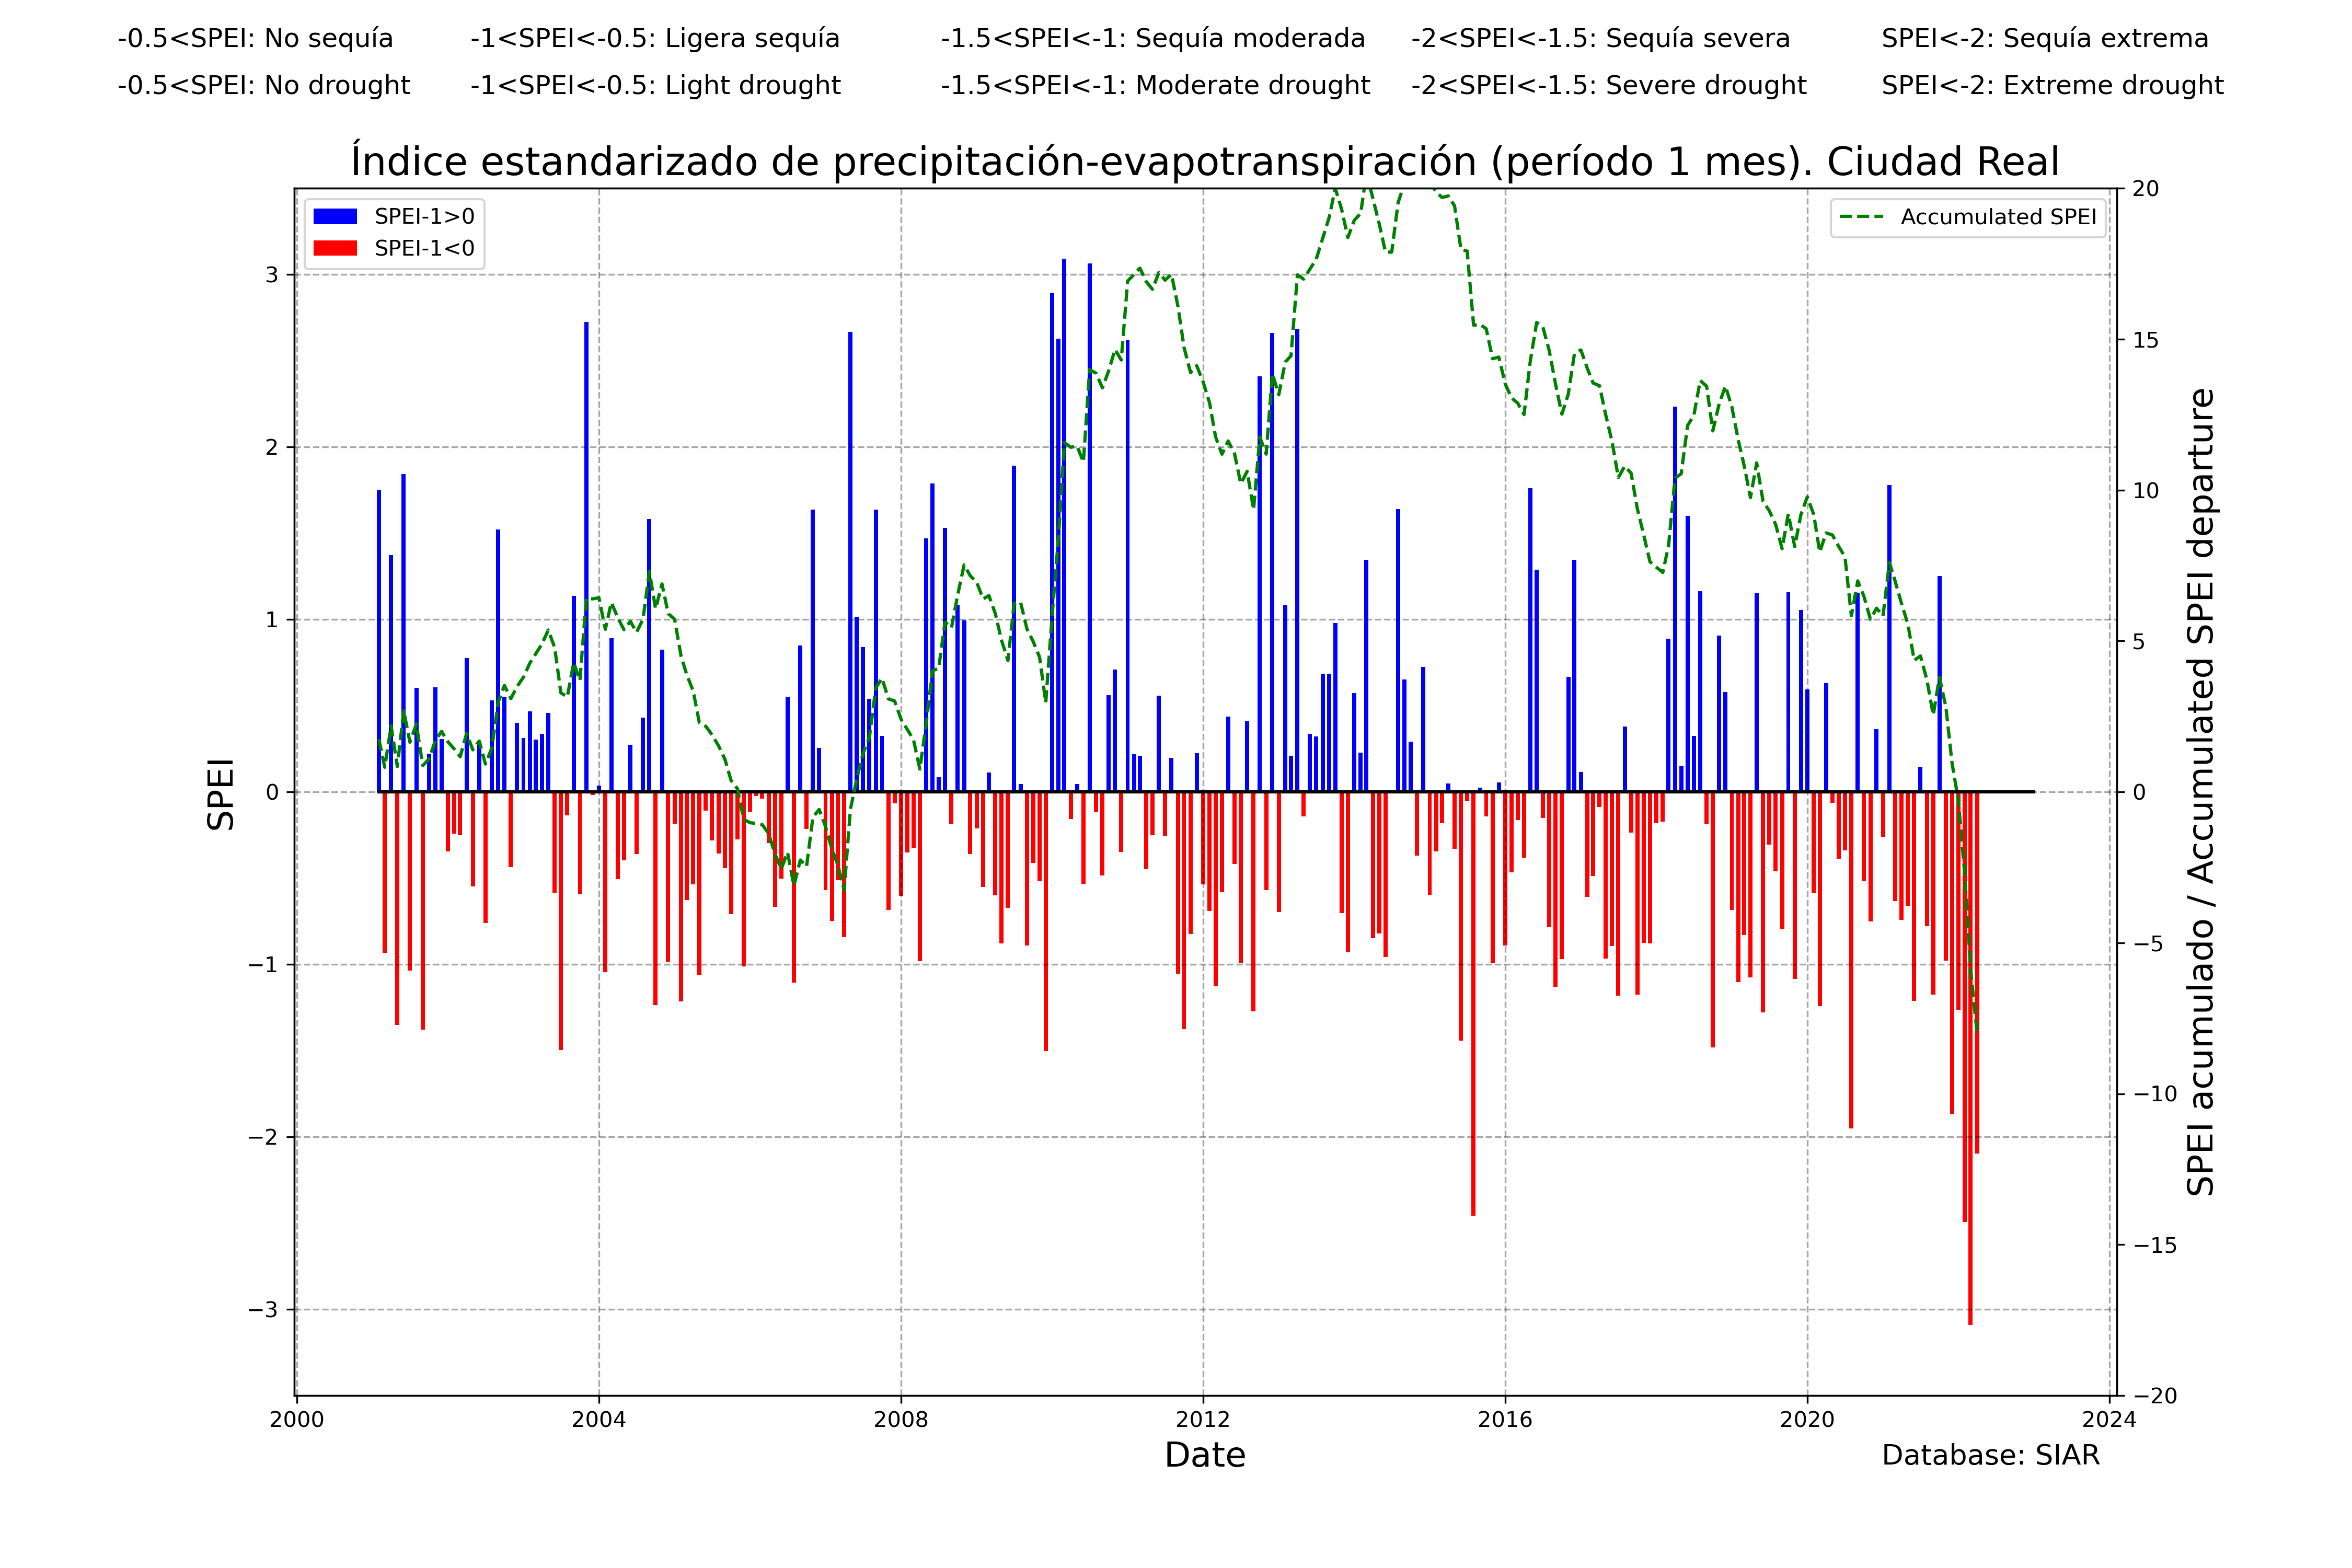 -0.5<SPEI: No sequía -1<SPEI<-0.5: Ligera sequía -1.5<SPEI<-1: Sequía moderada -2<SPEI<-1.5: Sequía severa SPEI<-2: Sequía extrema
-0.5<SPEI: No drought -1<SPEI<-0.5: Light drought -1.5<SPEI<-1: Moderate drought -2<SPEI<-1.5: Severe drought SPEI<-2: Extreme drought
Índice estandarizado de precipitación-evapotranspiración (período 1 mes). Ciudad Real
SPEI-1>0
SPEI-1<0
Accumulated SPEI
SPEI
3
2
1
0
−1
−2
−3
20
15
10
5
0
−5
−10
−15
−20
SPEI acumulado / Accumulated SPEI departure
2000 2004 2008 2012 2016 2020 2024
Date
Database: SIAR